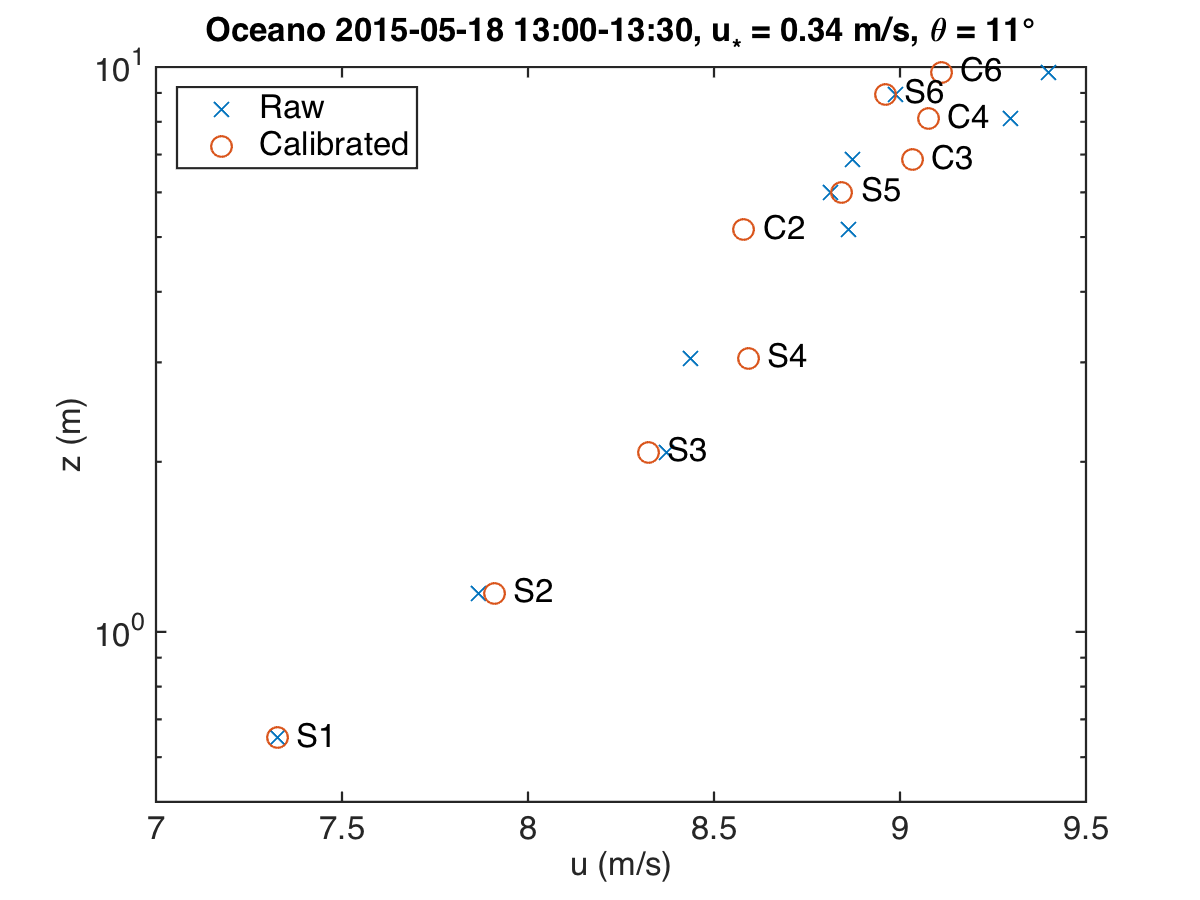 Oceano 2015-05-18 13:00-13:30, u* = 0.34 m/s, θ = 11°
10¹
Raw
Calibrated
C6
S6
C4
C3
S5
C2
S4
z (m)
S3
10⁰
S2
S1
7 7.5 8 8.5 9 9.5
u (m/s)